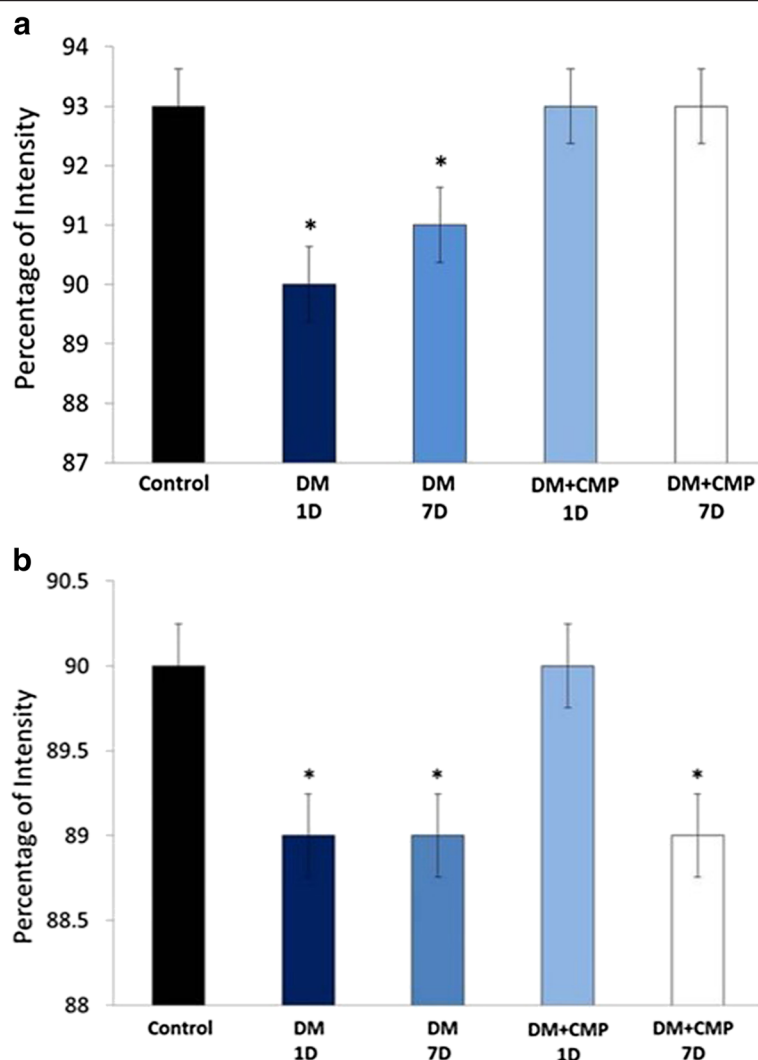 a
Percentage of Intensity
94
93
92
91
90
89
88
87
*
*
Control DM DM DM+CMP DM+CMP
1D 7D 1D 7D
b
Percentage of Intensity
90.5
90
89.5
89
88.5
88
* * *
Control DM DM DM+CMP DM+CMP
1D 7D 1D 7D